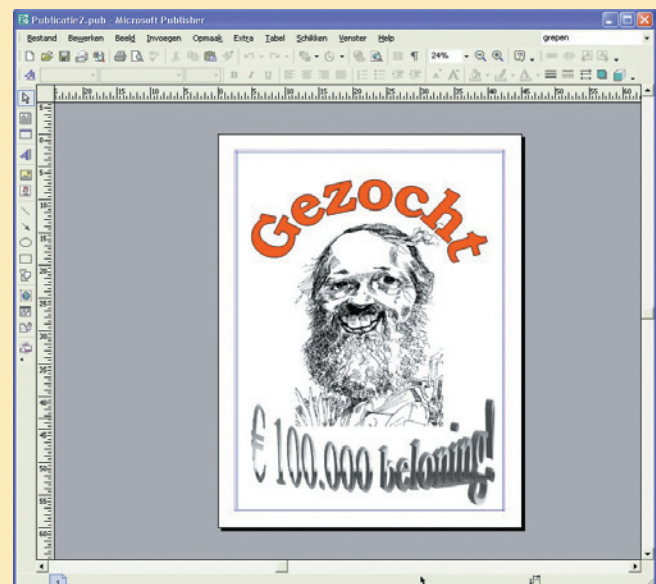 Publicatie2.pub - Microsoft Publisher
Bestand Bewerken Beeld Invoegen Opmaak Extra Tabel Schikken Venster Help grepen
24%
Gezocht
€ 100.000 beloning!
1